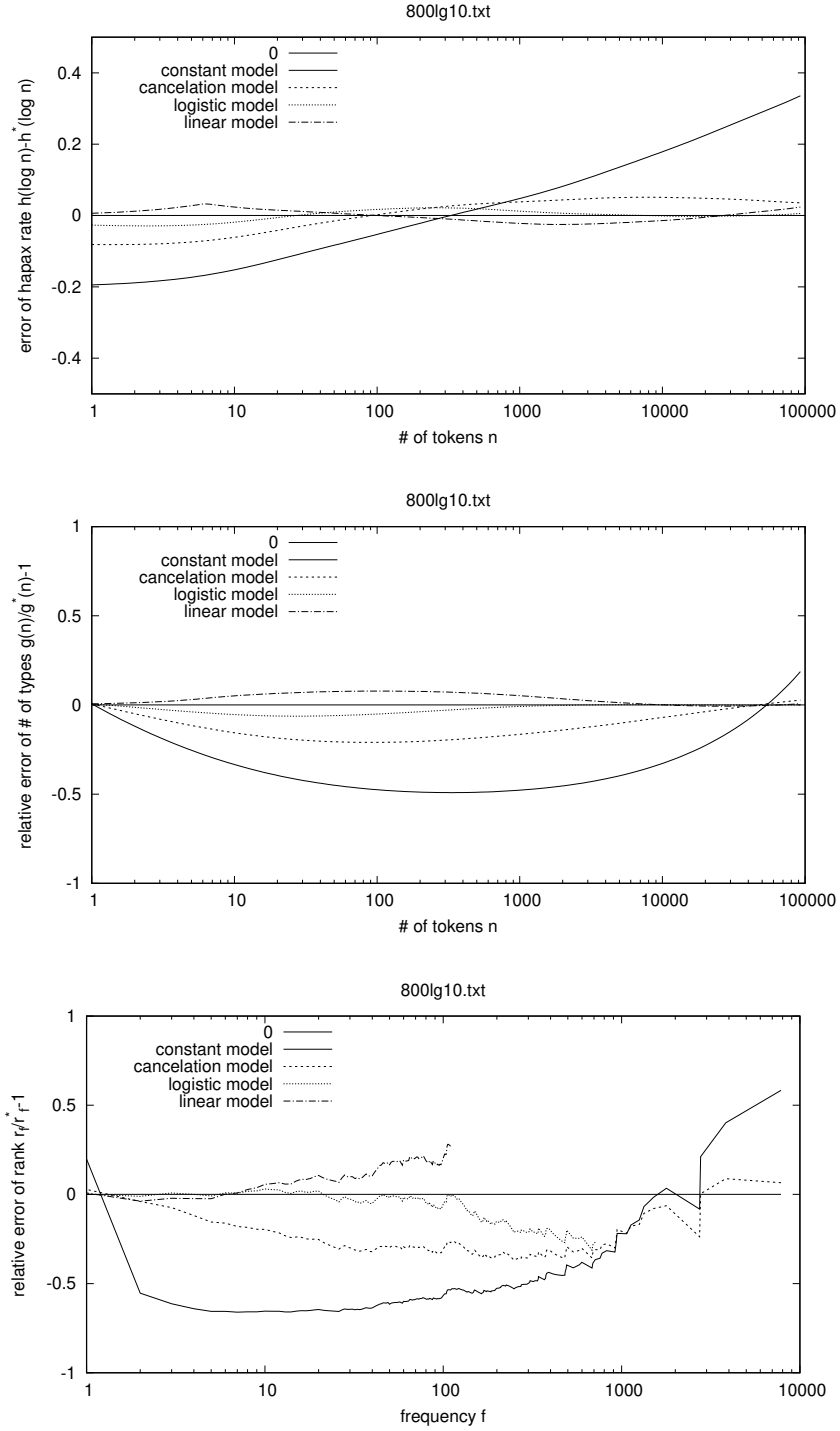 800lg10.txt
0
constant model
cancelation model
logistic model
linear model
error of hapax rate h(log n)-h*(log n)
0.4
0.2
0
-0.2
-0.4
1
10
100
1000
10000
100000
# of tokens n
800lg10.txt
0
constant model
cancelation model
logistic model
linear model
relative error of # of types g(n)/g*(n)-1
1
0.5
0
-0.5
-1
1
10
100
1000
10000
100000
# of tokens n
800lg10.txt
0
constant model
cancelation model
logistic model
linear model
relative error of rank r_f/r*_f-1
1
0.5
0
-0.5
-1
1
10
100
1000
10000
frequency f